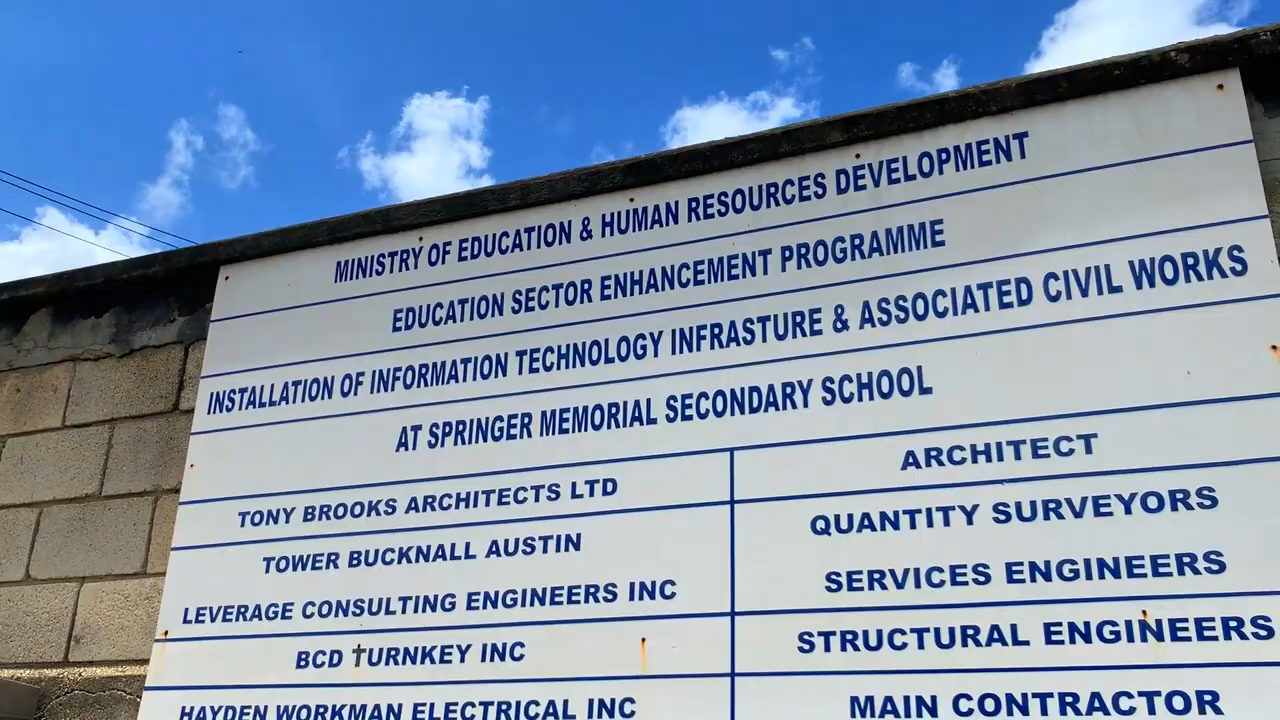 MINISTRY OF EDUCATION & HUMAN RESOURCES DEVELOPMENT
EDUCATION SECTOR ENHANCEMENT PROGRAMME
INSTALLATION OF INFORMATION TECHNOLOGY INFRASTURE & ASSOCIATED CIVIL WORKS
AT SPRINGER MEMORIAL SECONDARY SCHOOL
TONY BROOKS ARCHITECTS LTD ARCHITECT
TOWER BUCKNALL AUSTIN QUANTITY SURVEYORS
LEVERAGE CONSULTING ENGINEERS INC SERVICES ENGINEERS
BCD TURNKEY INC STRUCTURAL ENGINEERS
HAYDEN WORKMAN ELECTRICAL INC MAIN CONTRACTOR